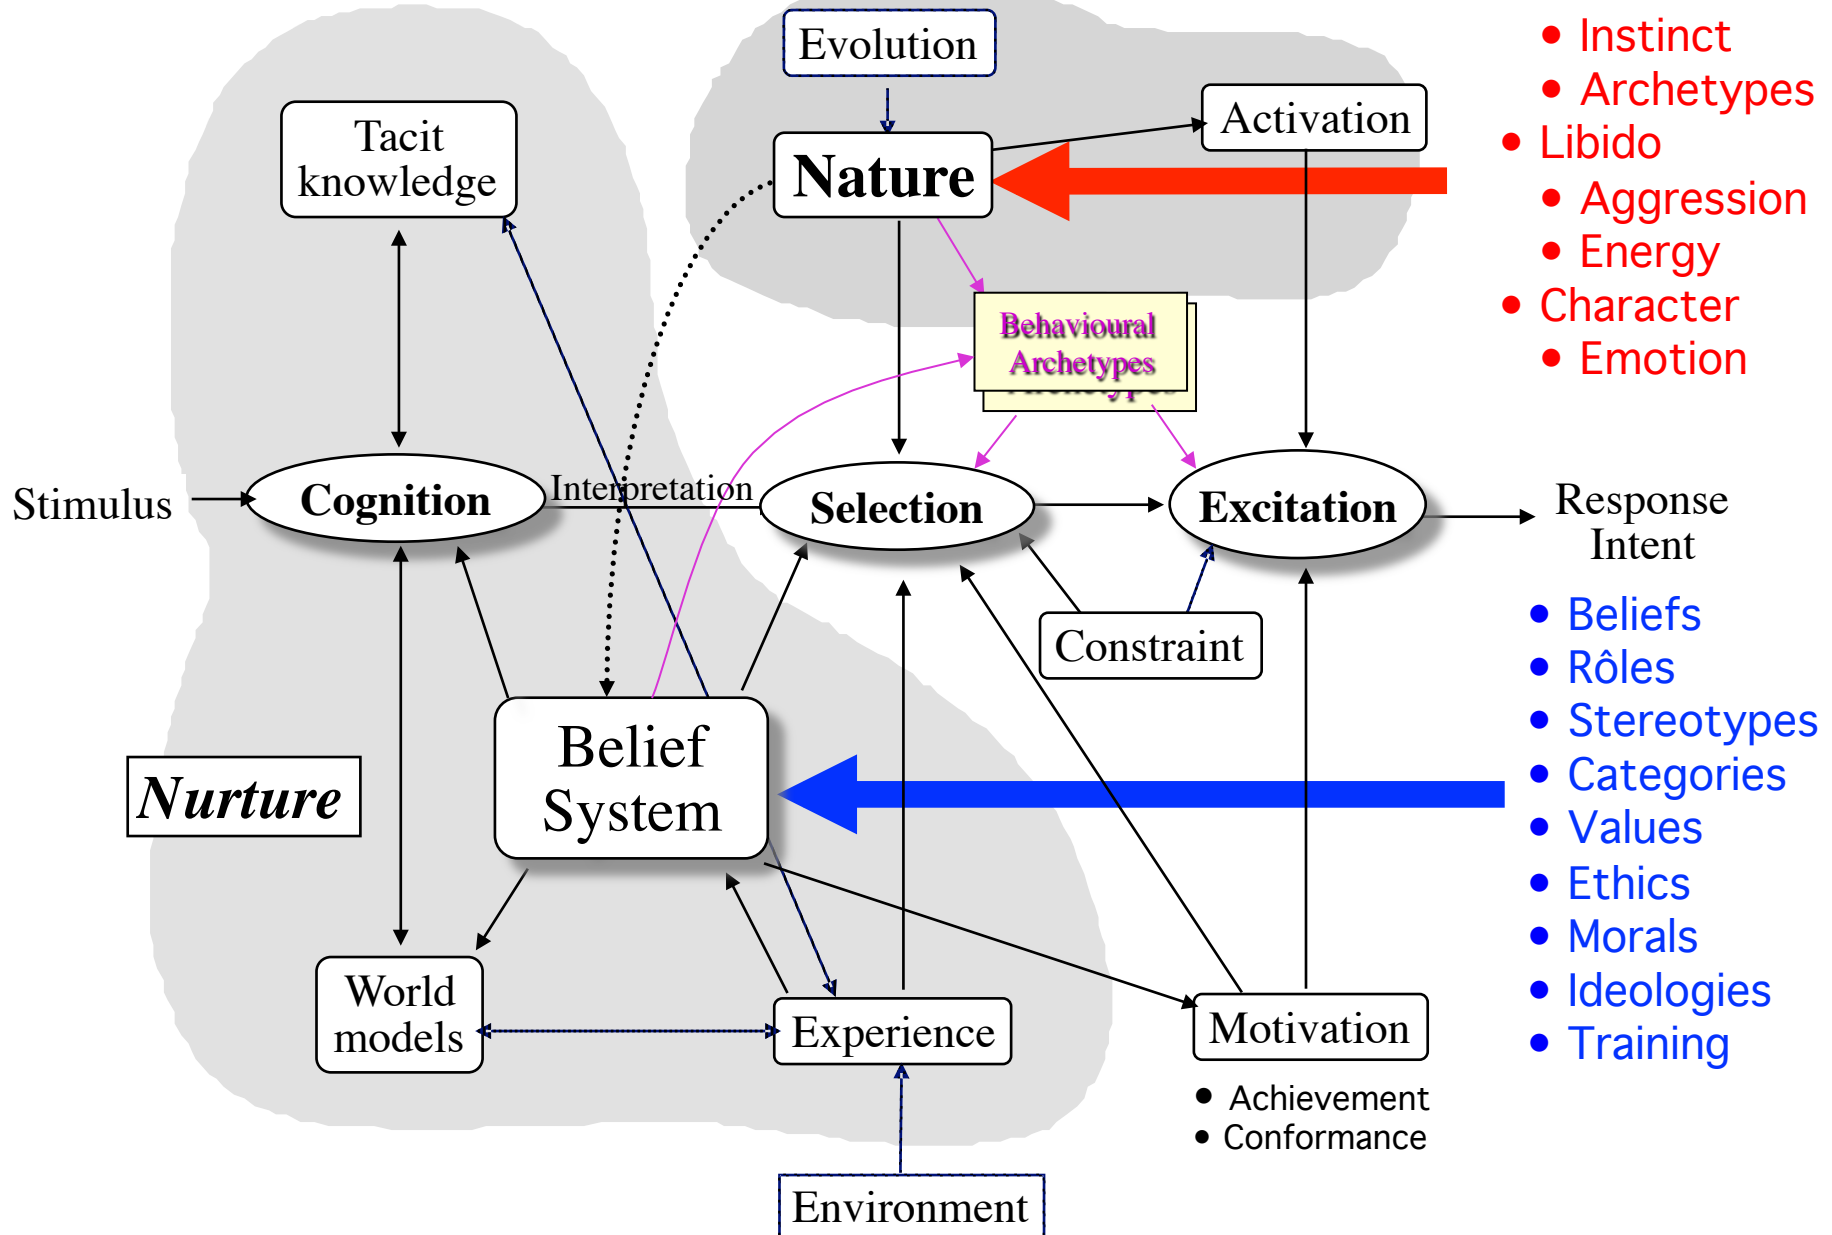 Evolution
• Instinct
• Archetypes
• Libido
• Aggression
• Energy
• Character
• Emotion
Activation
Tacit
knowledge
Nature
Behavioural
Archetypes
Archetypes
Stimulus
Cognition
Interpretation
Selection
Excitation
Response
Intent
Constraint
• Beliefs
• Rôles
• Stereotypes
• Categories
• Values
• Ethics
• Morals
• Ideologies
• Training
Belief
System
Nurture
World
models
Experience
Motivation
• Achievement
• Conformance
Environment